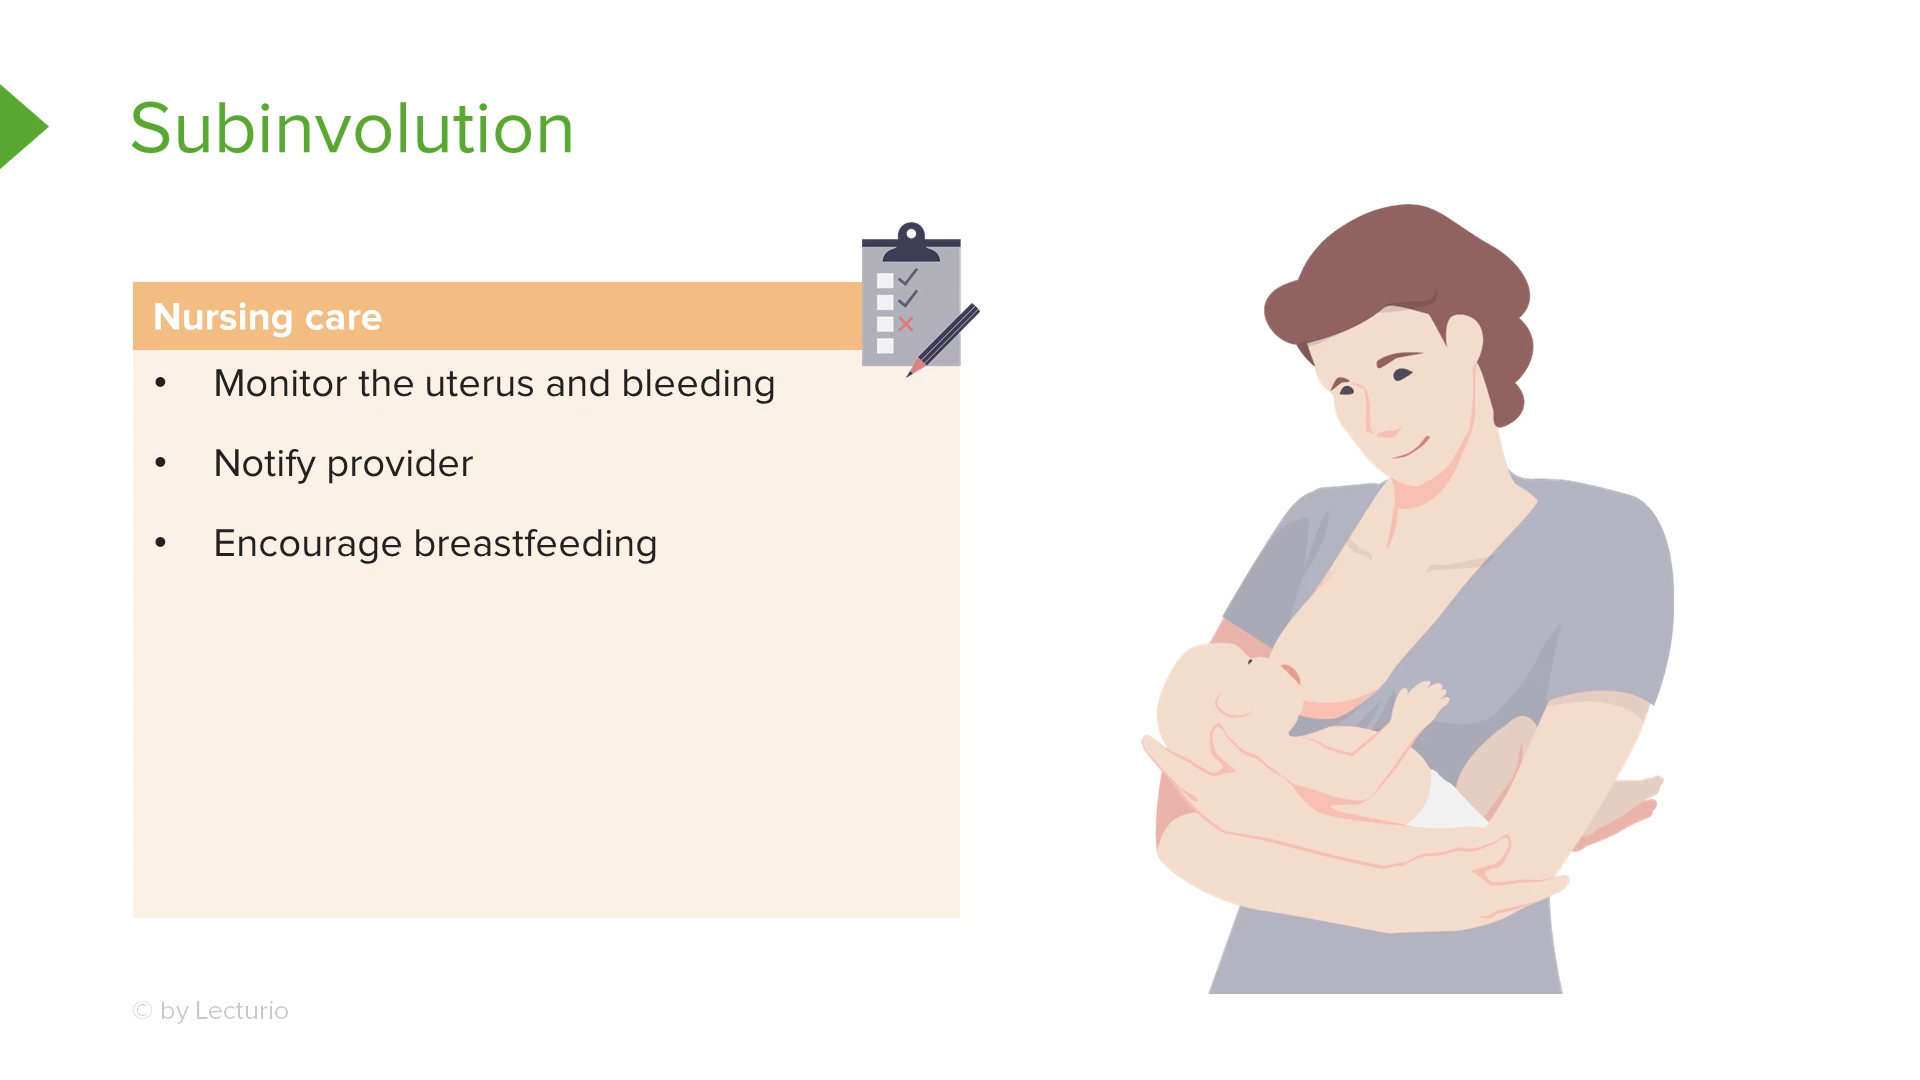 Subinvolution
Nursing care
• Monitor the uterus and bleeding
• Notify provider
• Encourage breastfeeding
© by Lecturio